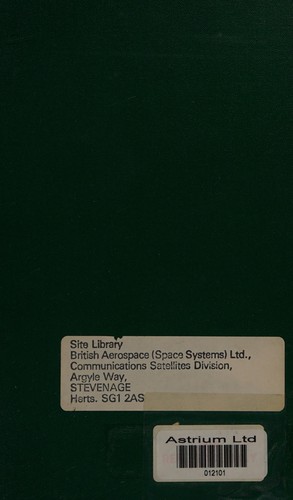 Site Library
British Aerospace (Space Systems) Ltd.,
Communications Satellites Division,
Argyle Way,
STEVENAGE
Herts. SG1 2AS
Astrium Ltd
012101